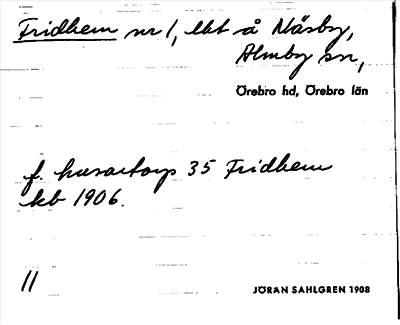 Fridhem nr 1, lht å Näsby,
Almby sn,
Örebro hd, Örebro län
f. husartorp 35 Fridhem
kb 1906.
11
JÖRAN SAHLGREN 1908